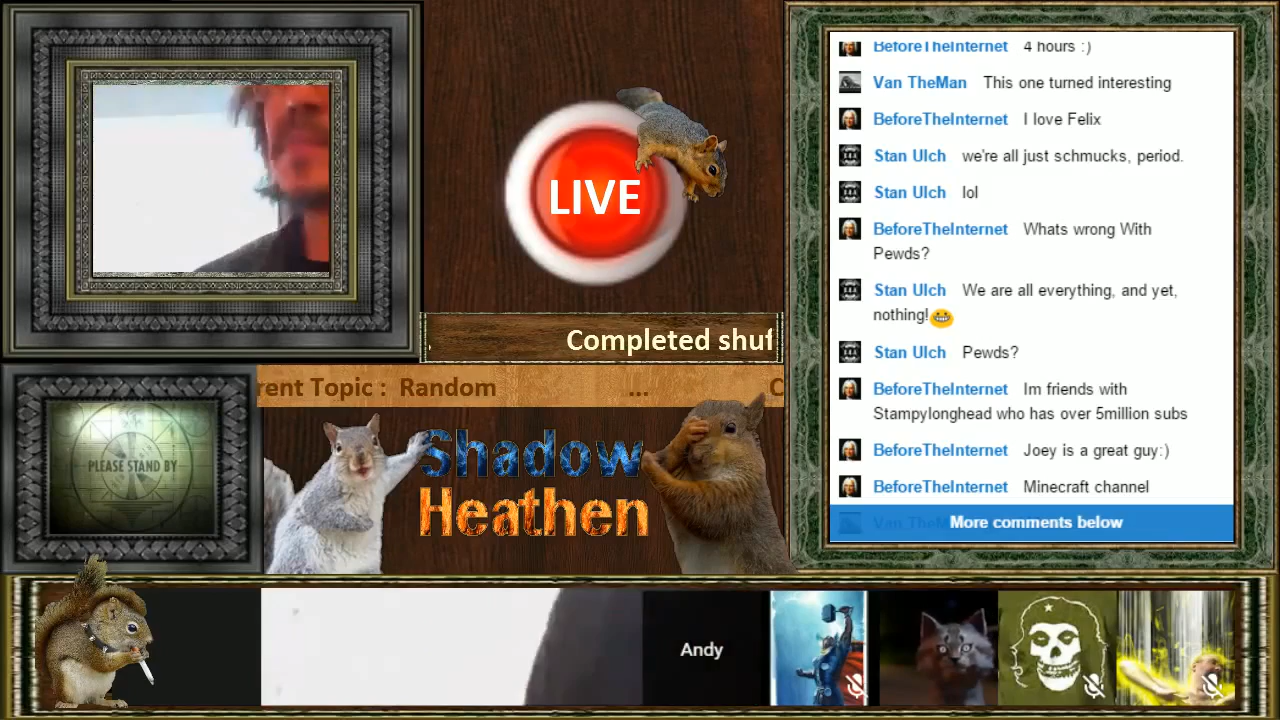 BeforeTheInternet 4 hours :)
Van TheMan This one turned interesting
BeforeTheInternet I love Felix
Stan Ulch we're all just schmucks, period.
Stan Ulch lol
BeforeTheInternet Whats wrong With
Pewds?
Stan Ulch We are all everything, and yet,
nothing!😬
Stan Ulch Pewds?
BeforeTheInternet Im friends with
Stampylonghead who has over 5million subs
BeforeTheInternet Joey is a great guy:)
BeforeTheInternet Minecraft channel
Van TheM
More comments below
LIVE
Completed shuf
rent Topic : Random ... C
PLEASE STAND BY
Shadow
Heathen
Andy